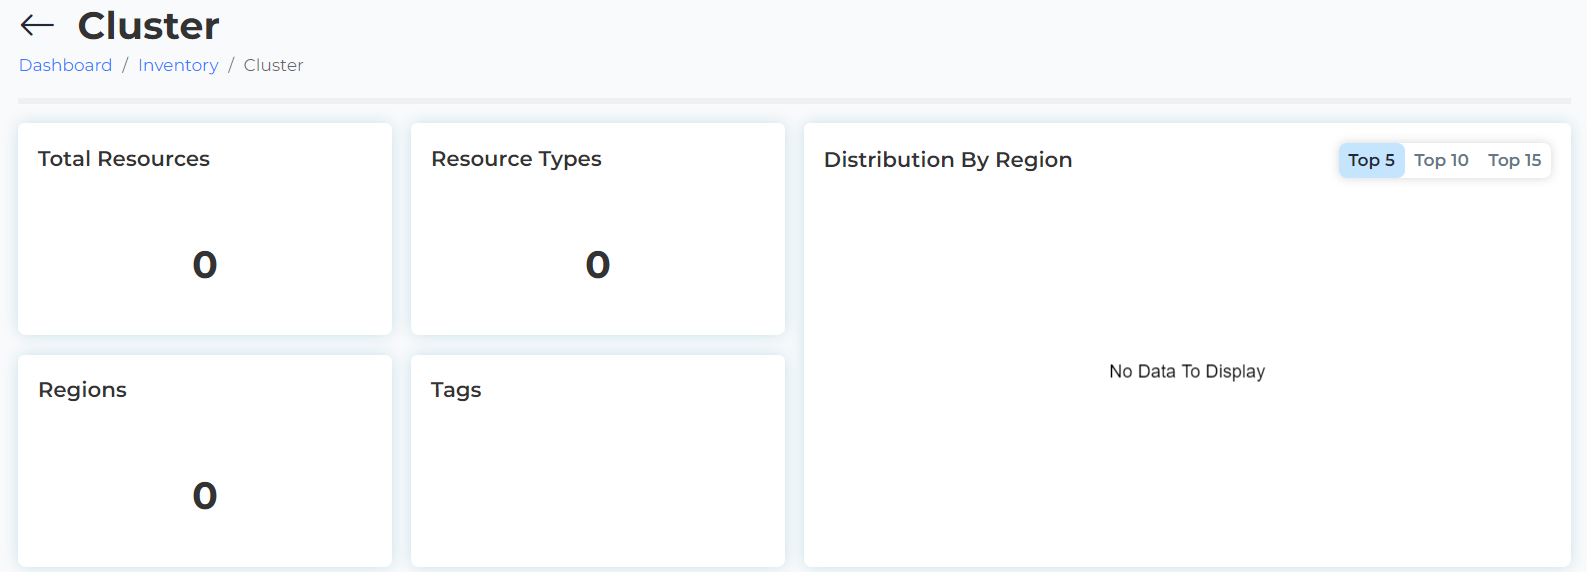 Cluster
Dashboard / Inventory / Cluster
Total Resources
0
Resource Types
0
Distribution By Region
Top 5 Top 10 Top 15
No Data To Display
Regions
0
Tags